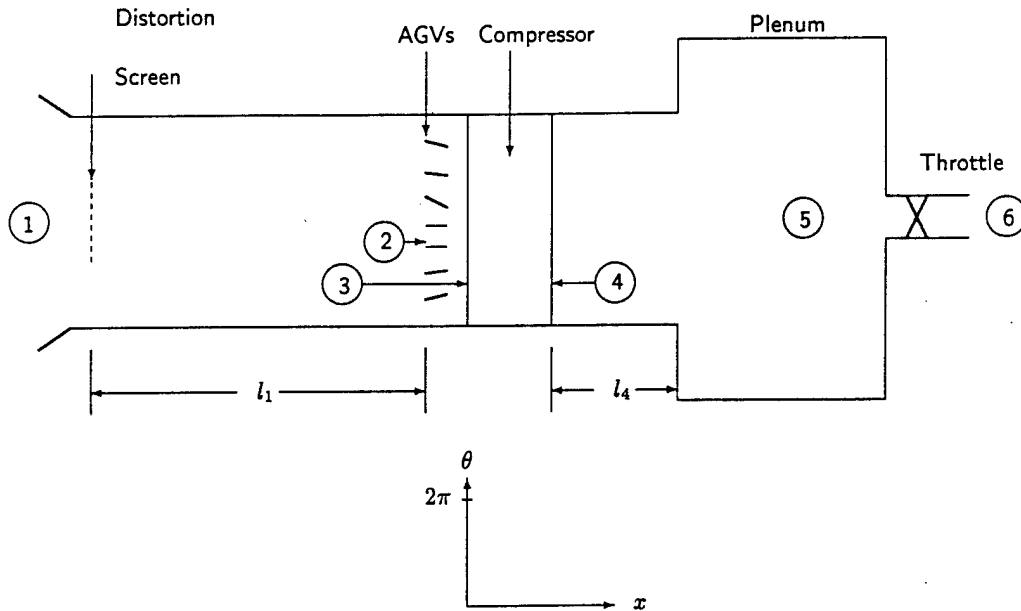 Distortion
Screen
AGVs
Compressor
Plenum
Throttle
1
2
3
4
5
6
l₁
l₄
θ
2π
x